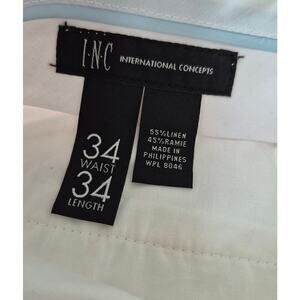 I·N·C INTERNATIONAL CONCEPTS
34
WAIST
34
LENGTH
55%LINEN
45%RAMIE
MADE IN
PHILIPPINES
WPL 8046